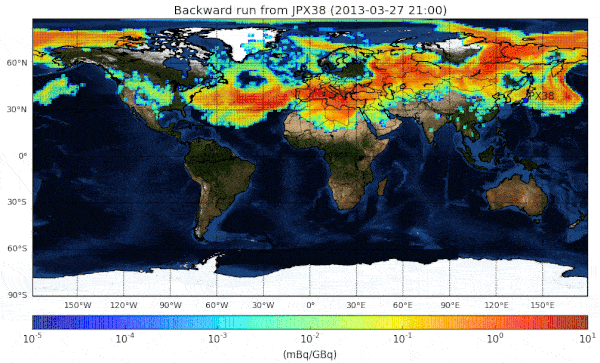 Backward run from JPX38 (2013-03-27 21:00)
60°N
30°N
0°
30°S
60°S
90°S
JPX38
150°W 120°W 90°W 60°W 30°W 0° 30°E 60°E 90°E 120°E 150°E
10^-5 10^-4 10^-3 10^-2 10^-1 10^0 10^1
(mBq/GBq)